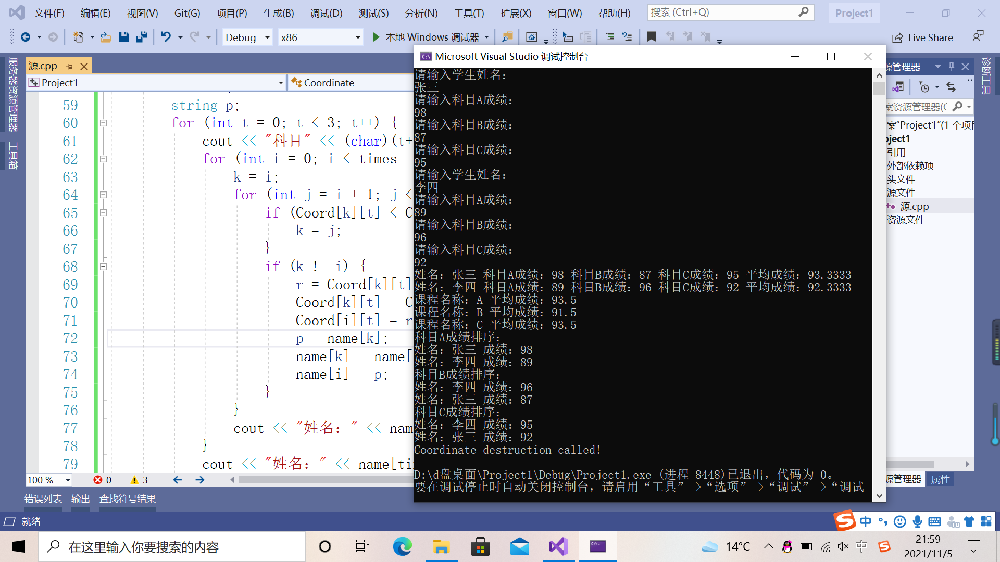 文件(F) 编辑(E) 视图(V) Git(G) 项目(P) 生成(B) 调试(D) 测试(S) 分析(N) 工具(T) 扩展(X) 窗口(W) 帮助(H) 搜索 (Ctrl+Q) Project1
Debug x86 本地 Windows 调试器 Live Share
服务器资源管理器
工具箱
源.cpp
Project1 Coordinate
59 string p;
60 for (int t = 0; t < 3; t++) {
61 cout << "科目" << (char)(t+
62 for (int i = 0; i < times -
63 k = i;
64 for (int j = i + 1; j <
65 if (Coord[k][t] < C
66 k = j;
67 }
68 if (k != i) {
69 r = Coord[k][t]
70 Coord[k][t] = C
71 Coord[i][t] = r
72 p = name[k];
73 name[k] = name[
74 name[i] = p;
75 }
76 }
77 cout << "姓名：" << nam
78 }
79 cout << "姓名：" << name[ti
100 % 0 3
错误列表 输出 查找符号结果
就绪
Microsoft Visual Studio 调试控制台
请输入学生姓名：
张三
请输入科目A成绩：
98
请输入科目B成绩：
87
请输入科目C成绩：
95
请输入学生姓名：
李四
请输入科目A成绩：
89
请输入科目B成绩：
96
请输入科目C成绩：
92
姓名：张三 科目A成绩：98 科目B成绩：87 科目C成绩：95 平均成绩：93.3333
姓名：李四 科目A成绩：89 科目B成绩：96 科目C成绩：92 平均成绩：92.3333
课程名称：A 平均成绩：93.5
课程名称：B 平均成绩：91.5
课程名称：C 平均成绩：93.5
科目A成绩排序：
姓名：张三 成绩：98
姓名：李四 成绩：89
科目B成绩排序：
姓名：李四 成绩：96
姓名：张三 成绩：87
科目C成绩排序：
姓名：李四 成绩：95
姓名：张三 成绩：92
Coordinate destruction called!
D:\d盘桌面\Project1\Debug\Project1.exe (进程 8448)已退出，代码为 0。
要在调试停止时自动关闭控制台，请启用“工具”->“选项”->“调试”->“调试
源管理器
案资源管理器(C
案"Project1"(1 个项目
oject1
引用
外部依赖项
头文件
源文件
源.cpp
资源文件
源管理器 属性
诊断工具
中
在这里输入你要搜索的内容
14°C 中 21:59
2021/11/5